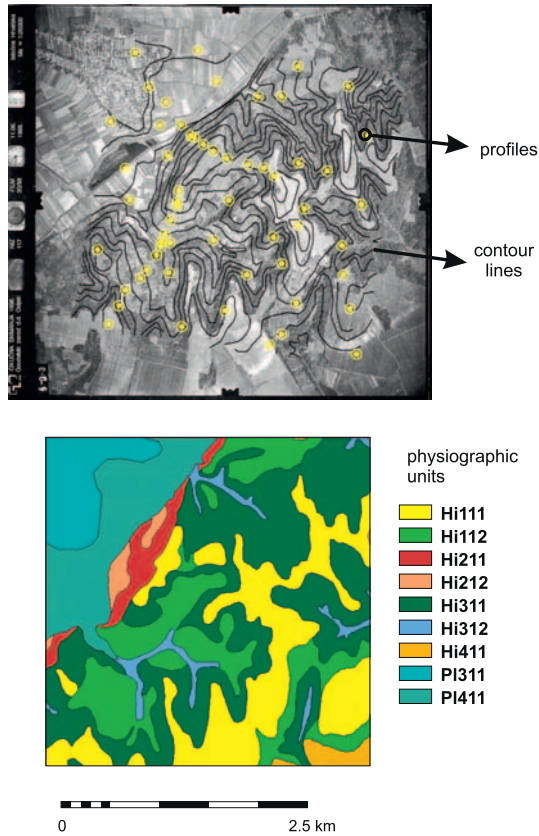 profiles
contour
lines
physiographic
units
Hi111
Hi112
Hi211
Hi212
Hi311
Hi312
Hi411
Pl311
Pl411
0
2.5 km